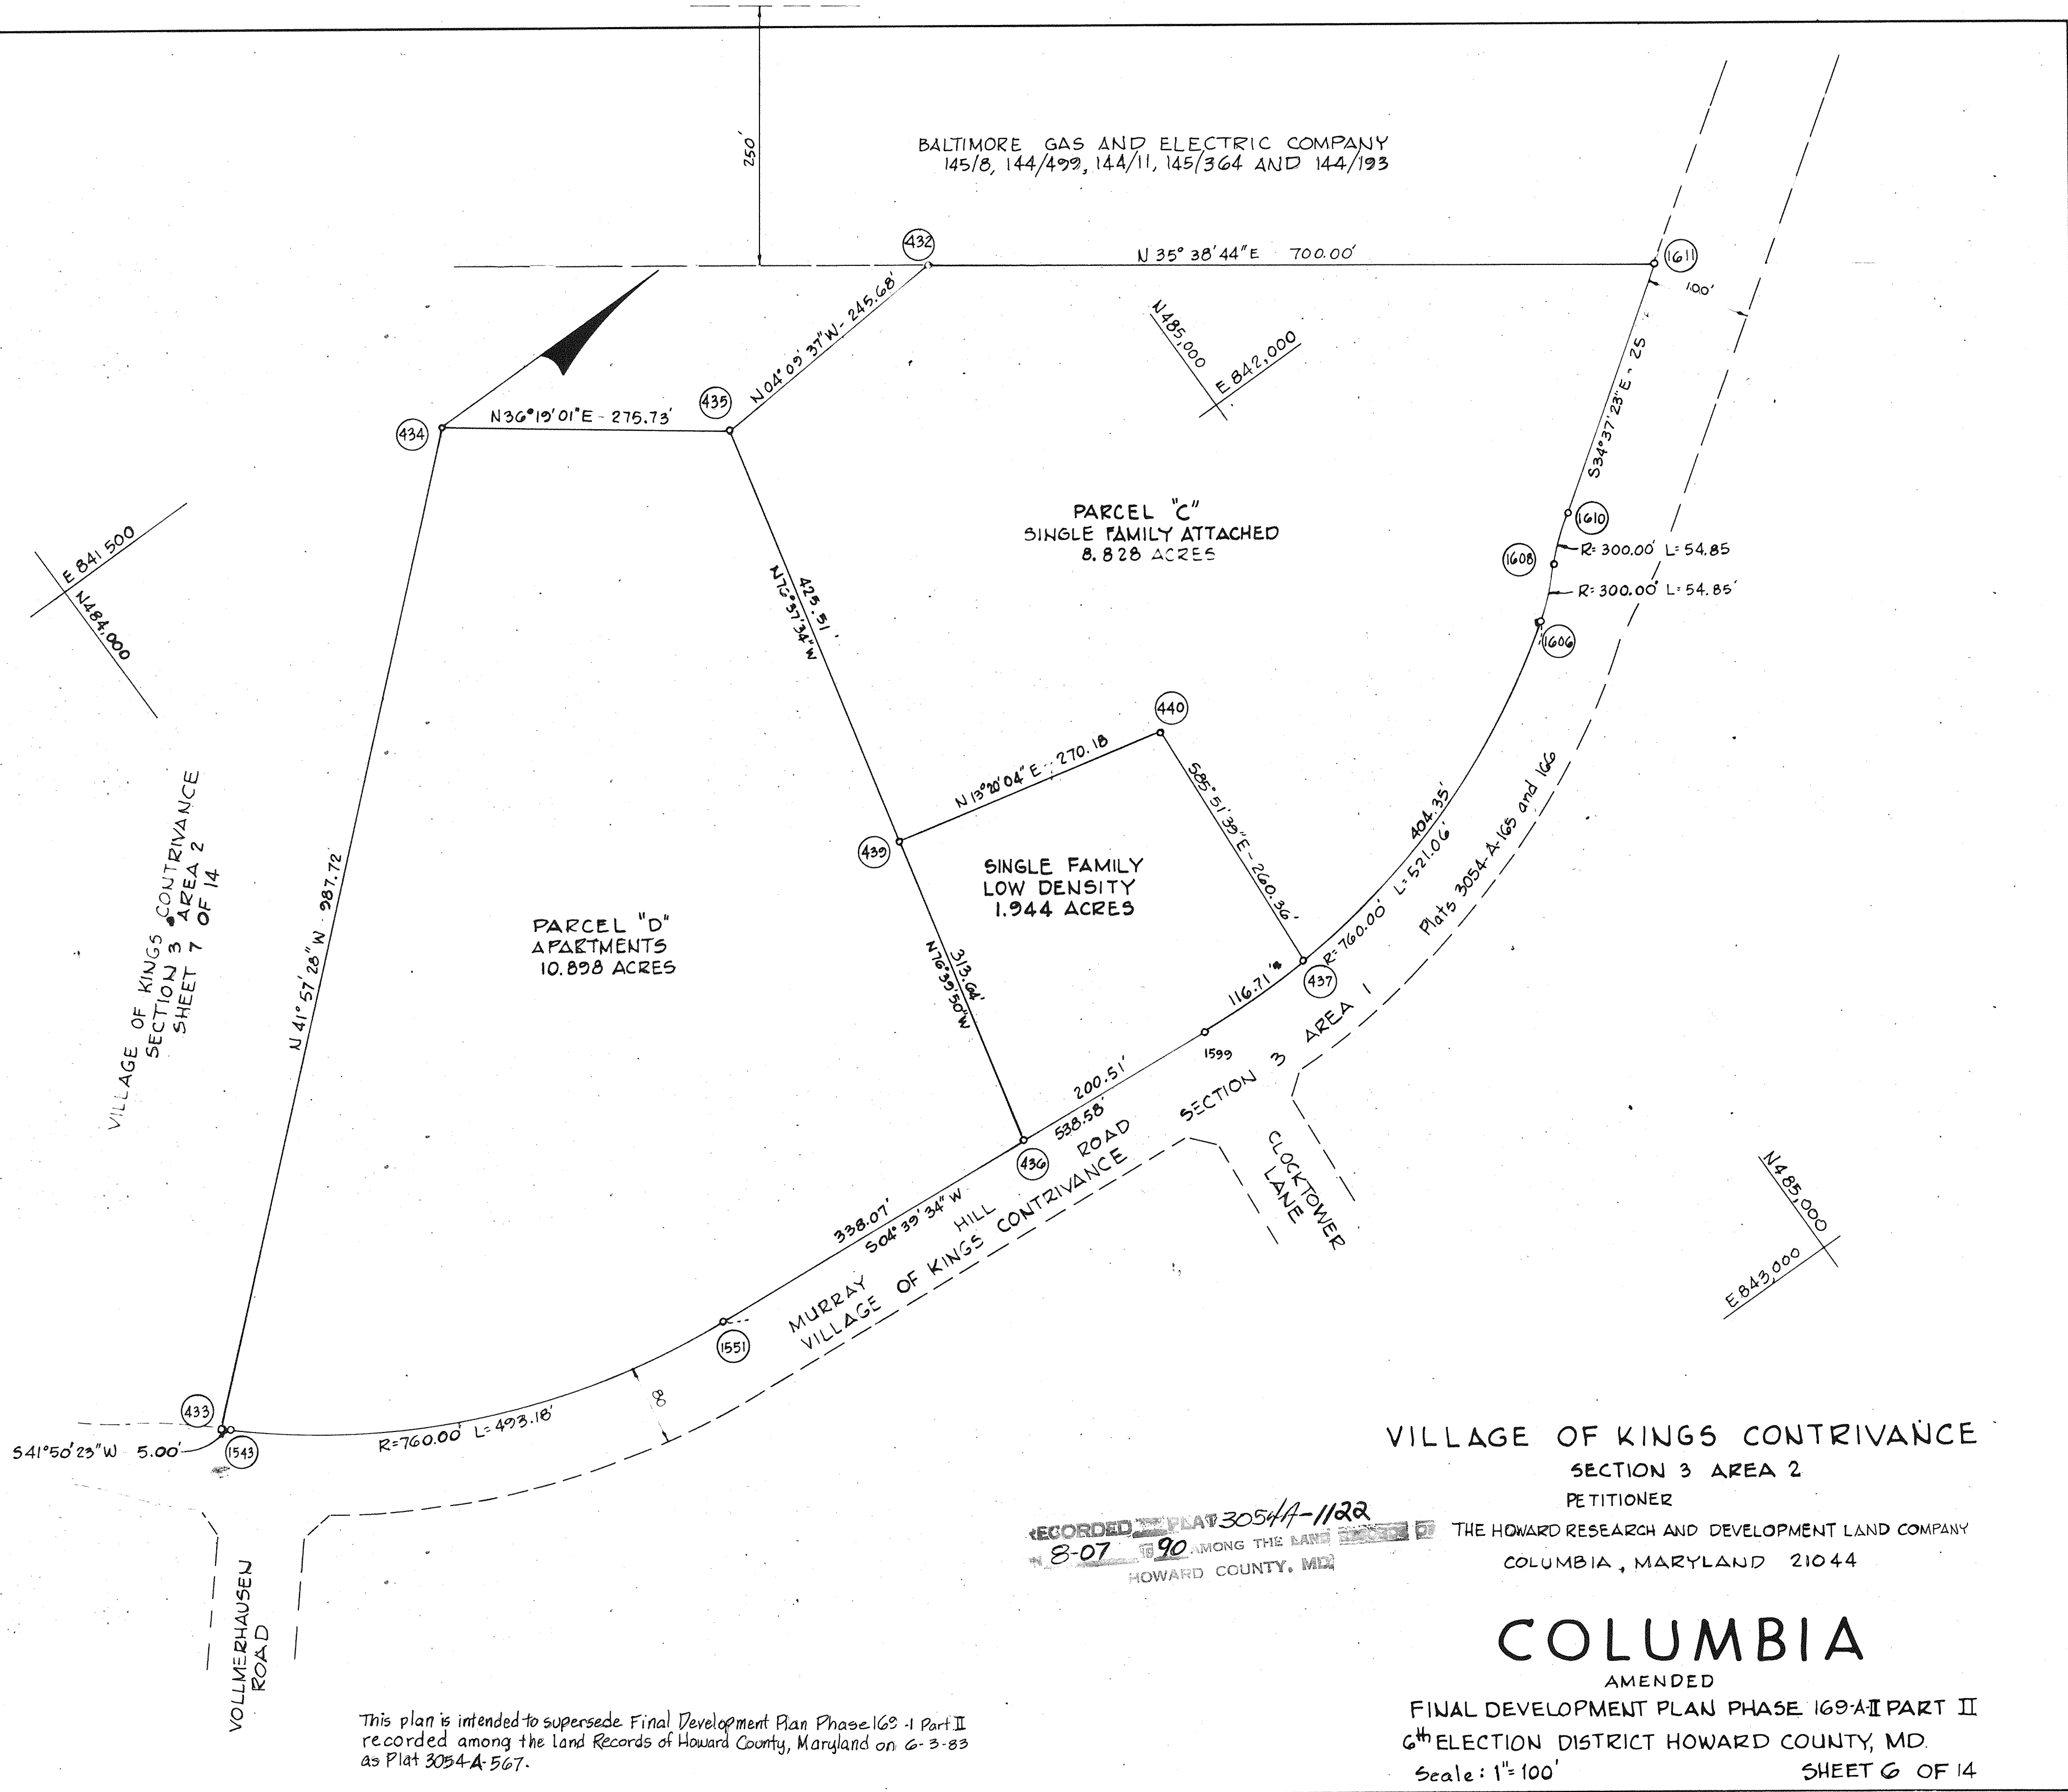 250'
BALTIMORE GAS AND ELECTRIC COMPANY
145/8, 144/499, 144/11, 145/364 AND 144/193
432
N 35° 38' 44" E 700.00'
1611
100'
N 04° 09' 37" W - 245.68'
N 485,000
E 842,000
435
434
N36°19'01"E - 275.73'
S34°37'23"E - 25
PARCEL "C"
SINGLE FAMILY ATTACHED
8.828 ACRES
1610
R=300.00' L=54.85
1608
R=300.00' L=54.85'
1606
E 841 500
N484,000
425.51'
N76°37'34"W
440
N 13°20'04" E - 270.18
S85°51'39"E - 260.36'
439
SINGLE FAMILY
LOW DENSITY
1.944 ACRES
404.35'
R=760.00' L=521.06'
Plats 3054-A-165 and 166
VILLAGE OF KINGS CONTRIVANCE
SECTION 3 AREA 2
SHEET 7 OF 14
N 41° 57' 28" W 987.72'
PARCEL "D"
APARTMENTS
10.898 ACRES
313.64'
N76°39'50"W
437
116.71'
1599
200.51'
538.58'
436
338.07'
S04° 39' 34" W
MURRAY HILL ROAD
VILLAGE OF KINGS CONTRIVANCE SECTION 3 AREA 1
CLOCKTOWER
LANE
N485,000
E 843,000
1551
433
1543
S41°50'23"W 5.00'
R=760.00' L=493.18'
VOLLMERHAUSEN
ROAD
RECORDED PLAT 3054A-1122
8-07 1990 AMONG THE LAND
HOWARD COUNTY, MD.
VILLAGE OF KINGS CONTRIVANCE
SECTION 3 AREA 2
PETITIONER
THE HOWARD RESEARCH AND DEVELOPMENT LAND COMPANY
COLUMBIA, MARYLAND 21044
COLUMBIA
AMENDED
FINAL DEVELOPMENT PLAN PHASE 169-A-II PART II
6th ELECTION DISTRICT HOWARD COUNTY, MD.
Scale: 1"=100'
SHEET 6 OF 14
This plan is intended to supersede Final Development Plan Phase 169 -1 Part II
recorded among the Land Records of Howard County, Maryland on 6-3-83
as Plat 3054-A-567.